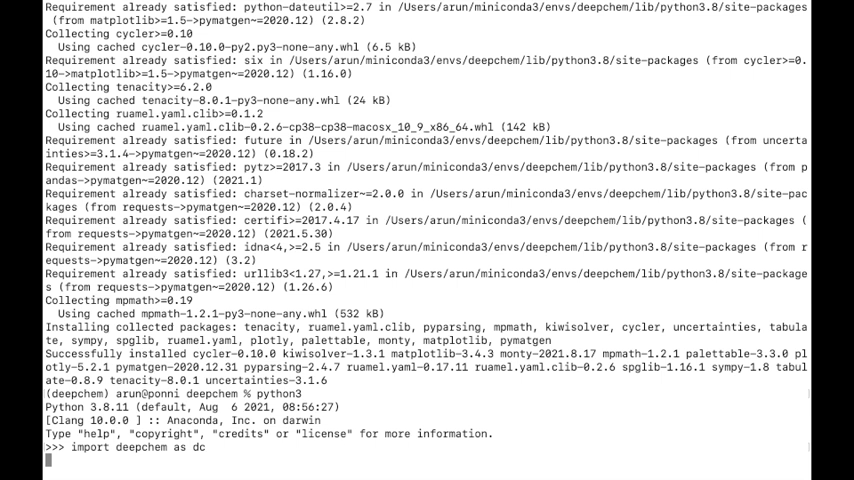 Requirement already satisfied: python-dateutil>=2.7 in /Users/arun/miniconda3/envs/deepchem/lib/python3.8/site-packages
(from matplotlib>=1.5->pymatgen~=2020.12) (2.8.2)
Collecting cycler>=0.10
Using cached cycler-0.10.0-py2.py3-none-any.whl (6.5 kB)
Requirement already satisfied: six in /Users/arun/miniconda3/envs/deepchem/lib/python3.8/site-packages (from cycler>=0.
10->matplotlib>=1.5->pymatgen~=2020.12) (1.16.0)
Collecting tenacity>=6.2.0
Using cached tenacity-8.0.1-py3-none-any.whl (24 kB)
Collecting ruamel.yaml.clib>=0.1.2
Using cached ruamel.yaml.clib-0.2.6-cp38-cp38-macosx_10_9_x86_64.whl (142 kB)
Requirement already satisfied: future in /Users/arun/miniconda3/envs/deepchem/lib/python3.8/site-packages (from uncerta
inties>=3.1.4->pymatgen~=2020.12) (0.18.2)
Requirement already satisfied: pytz>=2017.3 in /Users/arun/miniconda3/envs/deepchem/lib/python3.8/site-packages (from p
andas->pymatgen~=2020.12) (2021.1)
Requirement already satisfied: charset-normalizer~=2.0.0 in /Users/arun/miniconda3/envs/deepchem/lib/python3.8/site-pac
kages (from requests->pymatgen~=2020.12) (2.0.4)
Requirement already satisfied: certifi>=2017.4.17 in /Users/arun/miniconda3/envs/deepchem/lib/python3.8/site-packages (
from requests->pymatgen~=2020.12) (2021.5.30)
Requirement already satisfied: idna<4,>=2.5 in /Users/arun/miniconda3/envs/deepchem/lib/python3.8/site-packages (from r
equests->pymatgen~=2020.12) (3.2)
Requirement already satisfied: urllib3<1.27,>=1.21.1 in /Users/arun/miniconda3/envs/deepchem/lib/python3.8/site-package
s (from requests->pymatgen~=2020.12) (1.26.6)
Collecting mpmath>=0.19
Using cached mpmath-1.2.1-py3-none-any.whl (532 kB)
Installing collected packages: tenacity, ruamel.yaml.clib, pyparsing, mpmath, kiwisolver, cycler, uncertainties, tabula
te, sympy, spglib, ruamel.yaml, plotly, palettable, monty, matplotlib, pymatgen
Successfully installed cycler-0.10.0 kiwisolver-1.3.1 matplotlib-3.4.3 monty-2021.8.17 mpmath-1.2.1 palettable-3.3.0 pl
otly-5.2.1 pymatgen-2020.12.31 pyparsing-2.4.7 ruamel.yaml-0.17.11 ruamel.yaml.clib-0.2.6 spglib-1.16.1 sympy-1.8 tabul
ate-0.8.9 tenacity-8.0.1 uncertainties-3.1.6
(deepchem) arun@ponni deepchem % python3
Python 3.8.11 (default, Aug  6 2021, 08:56:27)
[Clang 10.0.0 ] :: Anaconda, Inc. on darwin
Type "help", "copyright", "credits" or "license" for more information.
>>> import deepchem as dc